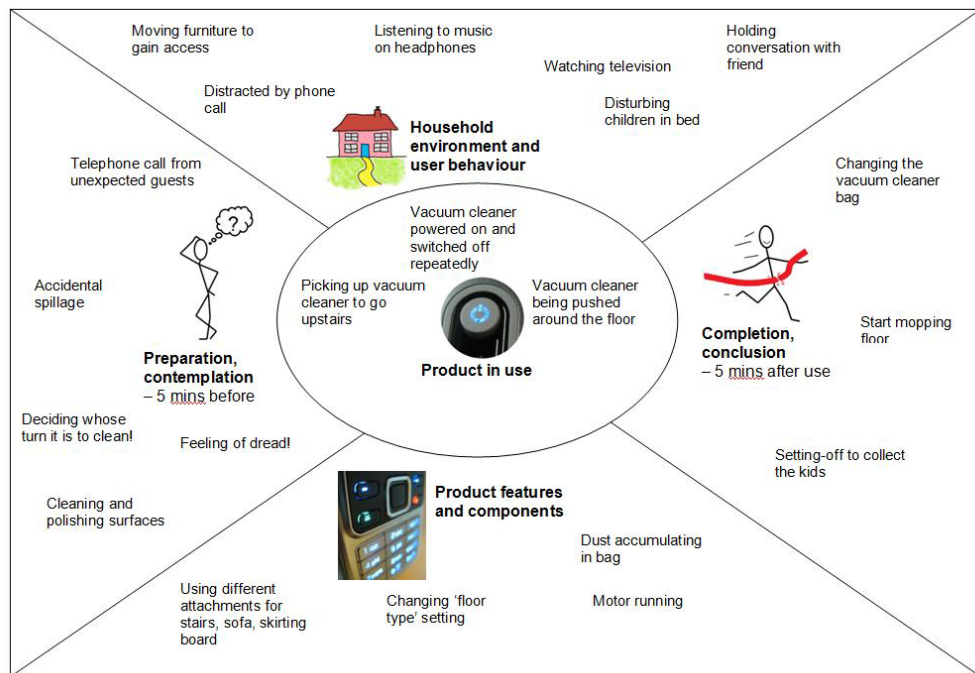 Moving furniture to
gain access
Listening to music
on headphones
Holding
conversation with
friend
Watching television
Distracted by phone
call
Disturbing
children in bed
Household
environment and
user behaviour
Telephone call from
unexpected guests
Changing the
vacuum cleaner
bag
?
Vacuum cleaner
powered on and
switched off
repeatedly
Accidental
spillage
Picking up vacuum
cleaner to go
upstairs
Vacuum cleaner
being pushed
around the floor
Product in use
Start mopping
floor
Preparation,
contemplation
– 5 mins before
Completion,
conclusion
– 5 mins after use
Deciding whose
turn it is to clean!
Feeling of dread!
Setting-off to collect
the kids
Cleaning and
polishing surfaces
Product features
and components
Dust accumulating
in bag
Using different
attachments for
stairs, sofa, skirting
board
Changing ‘floor
type’ setting
Motor running